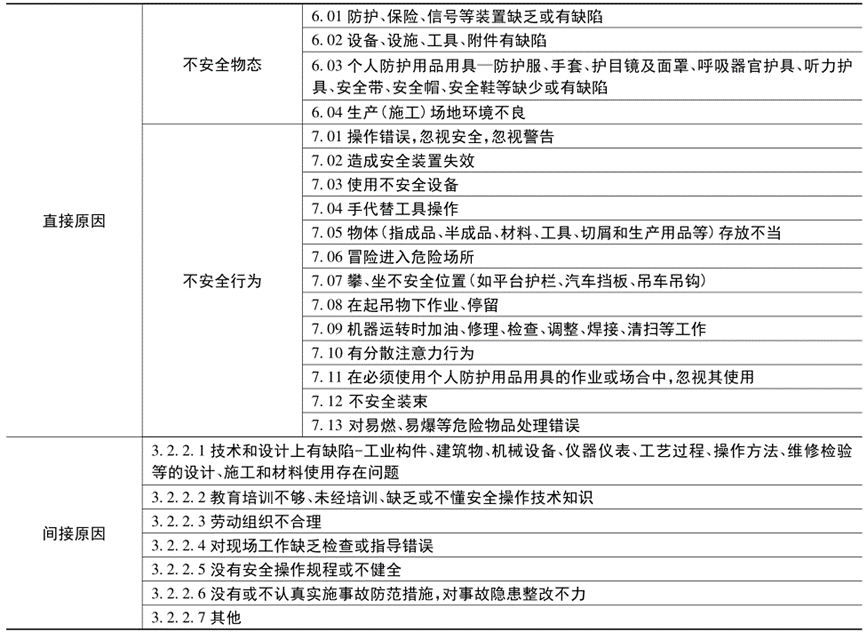 直接原因
不安全物态
6.01 防护、保险、信号等装置缺乏或有缺陷
6.02 设备、设施、工具、附件有缺陷
6.03 个人防护用品用具—防护服、手套、护目镜及面罩、呼吸器官护具、听力护
具、安全带、安全帽、安全鞋等缺少或有缺陷
6.04 生产(施工)场地环境不良
不安全行为
7.01 操作错误,忽视安全,忽视警告
7.02 造成安全装置失效
7.03 使用不安全设备
7.04 手代替工具操作
7.05 物体(指成品、半成品、材料、工具、切屑和生产用品等)存放不当
7.06 冒险进入危险场所
7.07 攀、坐不安全位置(如平台护栏、汽车挡板、吊车吊钩)
7.08 在起吊物下作业、停留
7.09 机器运转时加油、修理、检查、调整、焊接、清扫等工作
7.10 有分散注意力行为
7.11 在必须使用个人防护用品用具的作业或场合中,忽视其使用
7.12 不安全装束
7.13 对易燃、易爆等危险物品处理错误
间接原因
3.2.2.1 技术和设计上有缺陷-工业构件、建筑物、机械设备、仪器仪表、工艺过程、操作方法、维修检验
等的设计、施工和材料使用存在问题
3.2.2.2 教育培训不够、未经培训、缺乏或不懂安全操作技术知识
3.2.2.3 劳动组织不合理
3.2.2.4 对现场工作缺乏检查或指导错误
3.2.2.5 没有安全操作规程或不健全
3.2.2.6 没有或不认真实施事故防范措施,对事故隐患整改不力
3.2.2.7 其他